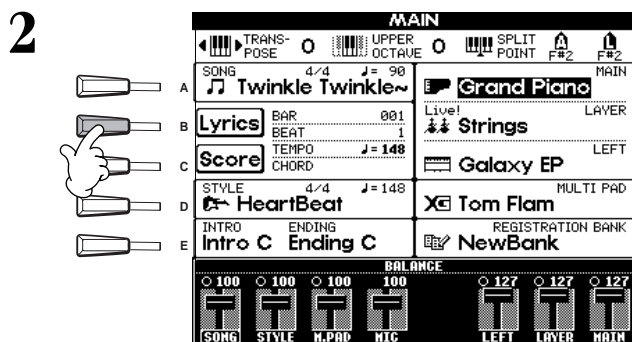 2
MAIN
TRANS-
POSE 0
UPPER
OCTAVE 0
SPLIT
POINT
A
F#2
L
F#2
A
SONG 4/4 ♩= 90
Twinkle Twinkle~
MAIN
Grand Piano
B
Lyrics
BAR 001
BEAT 1
Live! LAYER
Strings
C
Score
TEMPO ♩= 148
CHORD
LEFT
Galaxy EP
D
STYLE 4/4 ♩= 148
HeartBeat
MULTI PAD
Tom Flam
E
INTRO ENDING
Intro C Ending C
REGISTRATION BANK
NewBank
BALANCE
100 100 100 100 127 127 127
SONG STYLE M.PAD MIC LEFT LAYER MAIN